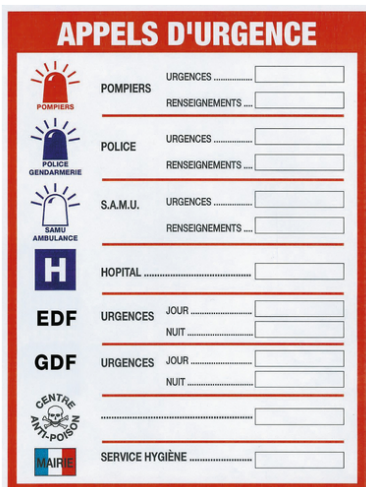 APPELS D'URGENCE
POMPIERS
POMPIERS
URGENCES ................
RENSEIGNEMENTS ....
POLICE
GENDARMERIE
POLICE
URGENCES ................
RENSEIGNEMENTS ....
SAMU
AMBULANCE
S.A.M.U.
URGENCES ................
RENSEIGNEMENTS ....
H
HOPITAL ............................................
EDF
URGENCES
JOUR .........................
NUIT ...........................
GDF
URGENCES
JOUR .........................
NUIT ...........................
CENTRE
ANTI-POISON
...............................................................
MAIRIE
SERVICE HYGIÈNE .........................